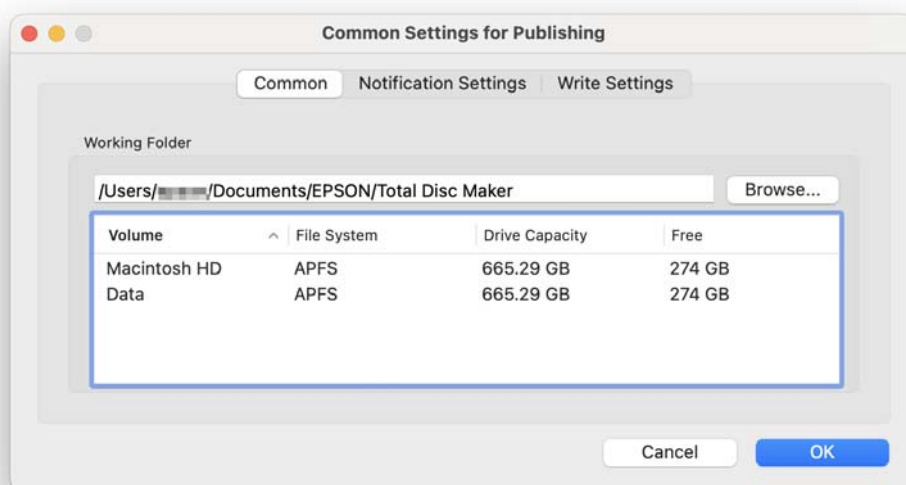 Common Settings for Publishing
Common Notification Settings Write Settings
Working Folder
/Users/ /Documents/EPSON/Total Disc Maker Browse...
Volume File System Drive Capacity Free
Macintosh HD APFS 665.29 GB 274 GB
Data APFS 665.29 GB 274 GB
Cancel OK